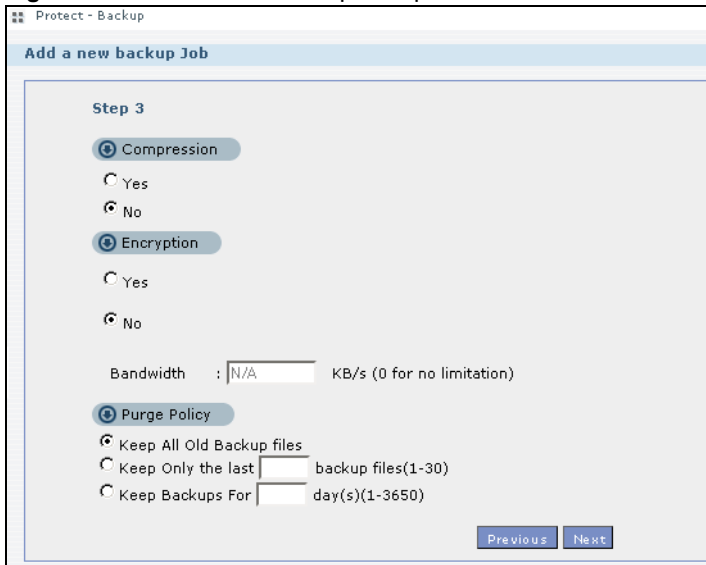 Protect - Backup
Add a new backup Job
Step 3
Compression
Yes
No
Encryption
Yes
No
Bandwidth : N/A KB/s (0 for no limitation)
Purge Policy
Keep All Old Backup files
Keep Only the last backup files(1-30)
Keep Backups For day(s)(1-3650)
Previous Next